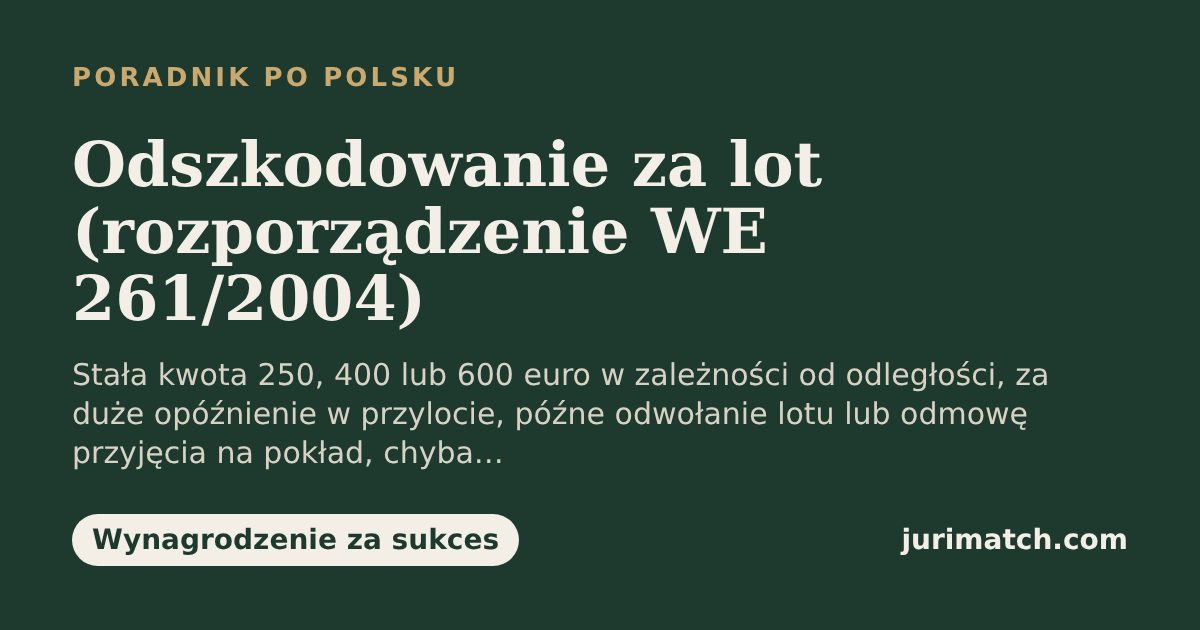 PORADNIK PO POLSKU
Odszkodowanie za lot
(rozporządzenie WE
261/2004)
Stała kwota 250, 400 lub 600 euro w zależności od odległości, za
duże opóźnienie w przylocie, późne odwołanie lotu lub odmowę
przyjęcia na pokład, chyba…
Wynagrodzenie za sukces
jurimatch.com